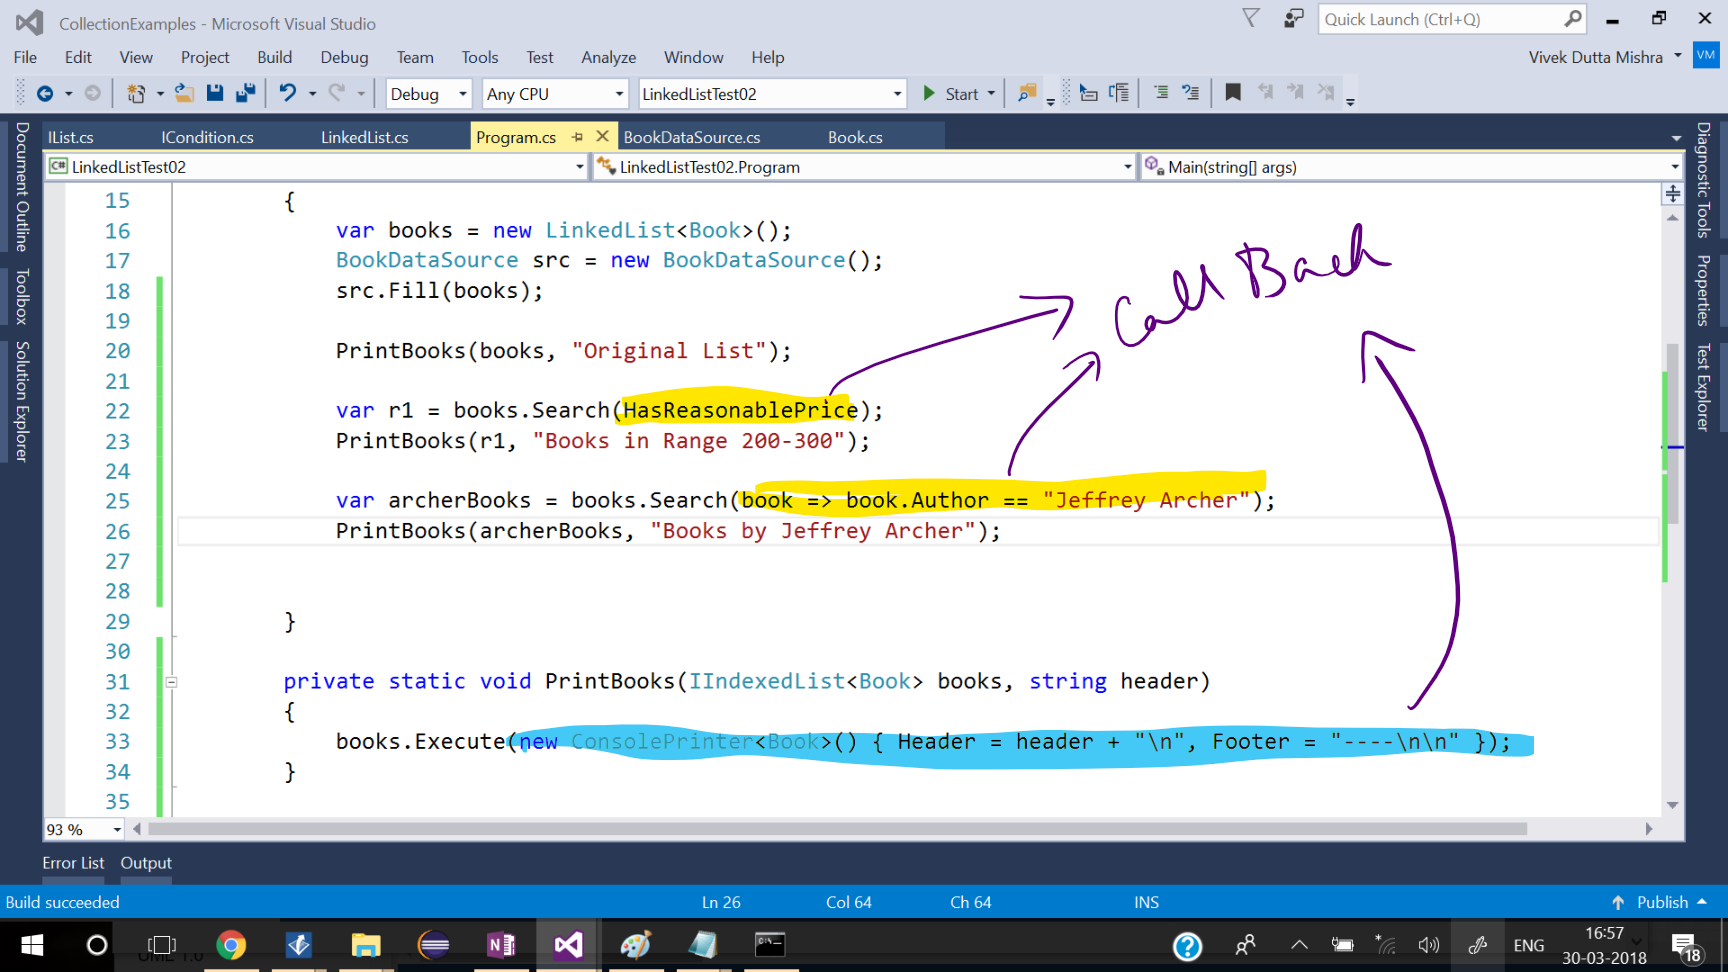 CollectionExamples - Microsoft Visual Studio
Quick Launch (Ctrl+Q)
File Edit View Project Build Debug Team Tools Test Analyze Window Help
Vivek Dutta Mishra VM
Debug Any CPU LinkedListTest02 Start
IList.cs ICondition.cs LinkedList.cs Program.cs BookDataSource.cs Book.cs
C# LinkedListTest02 LinkedListTest02.Program Main(string[] args)
Document Outline
Toolbox
Solution Explorer
Diagnostic Tools
Properties
Test Explorer
15 {
16 var books = new LinkedList<Book>();
17 BookDataSource src = new BookDataSource();
18 src.Fill(books);
19
20 PrintBooks(books, "Original List");
21
22 var r1 = books.Search(HasReasonablePrice);
23 PrintBooks(r1, "Books in Range 200-300");
24
25 var archerBooks = books.Search(book => book.Author == "Jeffrey Archer");
26 PrintBooks(archerBooks, "Books by Jeffrey Archer");
27
28
29 }
30
31 private static void PrintBooks(IIndexedList<Book> books, string header)
32 {
33 books.Execute(new ConsolePrinter<Book>() { Header = header + "\n", Footer = "----\n\n" });
34 }
35
Call Back
93 %
Error List Output
Build succeeded Ln 26 Col 64 Ch 64 INS Publish
UML 1.0
ENG 16:57
30-03-2018 18